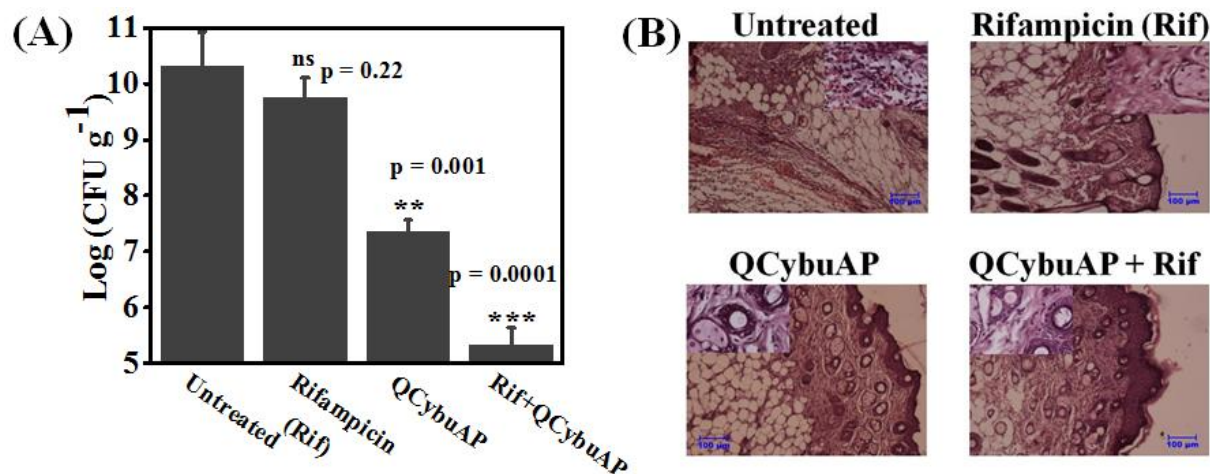 (A)
Log (CFU g⁻¹)
11
10
9
8
7
6
5
ns
p = 0.22
p = 0.001
**
p = 0.0001
***
Untreated
Rifampicin
(Rif)
QCybuAP
Rif+QCybuAP
(B)
Untreated
Rifampicin (Rif)
100 µm
100 µm
QCybuAP
QCybuAP + Rif
100 µm
100 µm